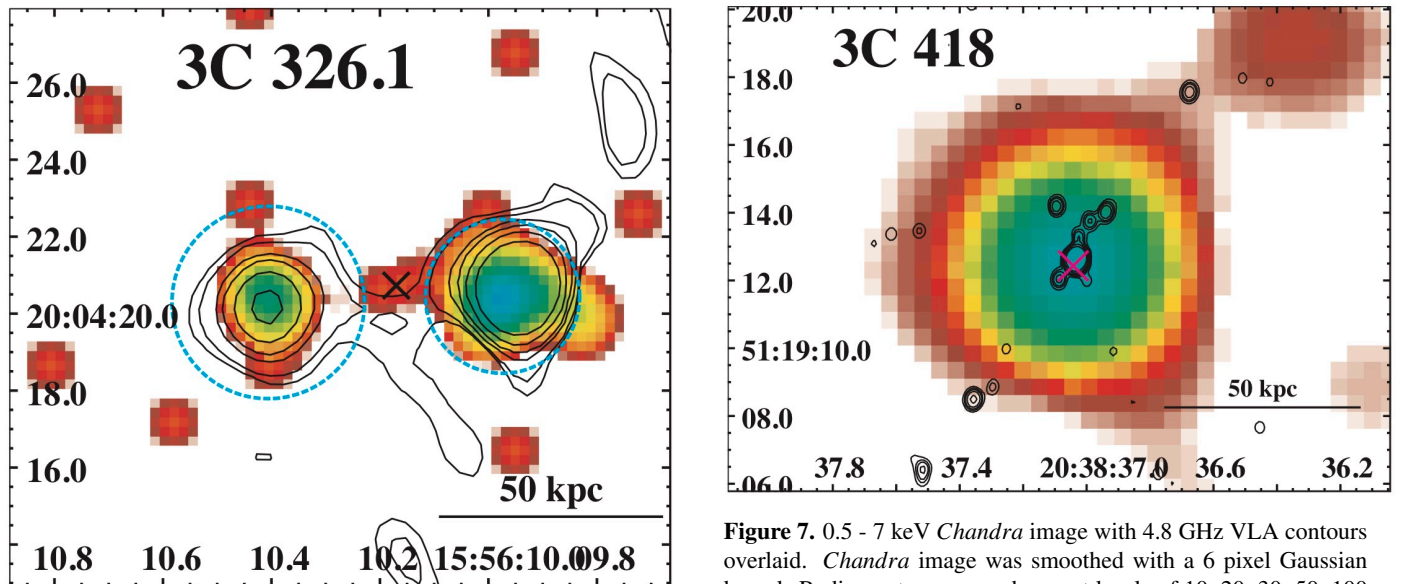 3C 326.1
26.0
24.0
22.0
20:04:20.0
18.0
16.0
50 kpc
10.8 10.6 10.4 10.2 15:56:10.0 09.8
20.0
3C 418
18.0
16.0
14.0
12.0
51:19:10.0
50 kpc
08.0
37.8 37.4 20:38:37.0 36.6 36.2
06.0
Figure 7. 0.5 - 7 keV Chandra image with 4.8 GHz VLA contours
overlaid. Chandra image was smoothed with a 6 pixel Gaussian